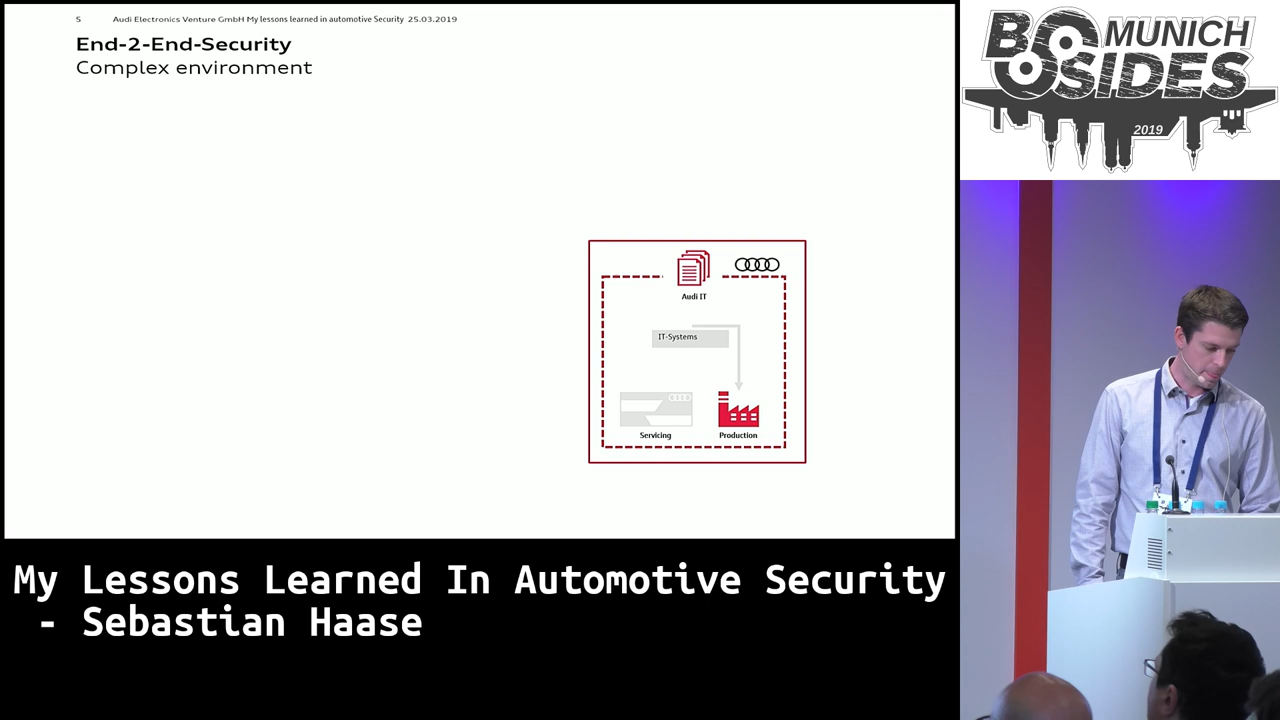 5 Audi Electronics Venture GmbH My lessons learned in automotive Security 25.03.2019
End-2-End-Security
Complex environment
Audi IT
IT-Systems
Servicing
Production
My Lessons Learned In Automotive Security
- Sebastian Haase
BSIDES MUNICH
2019